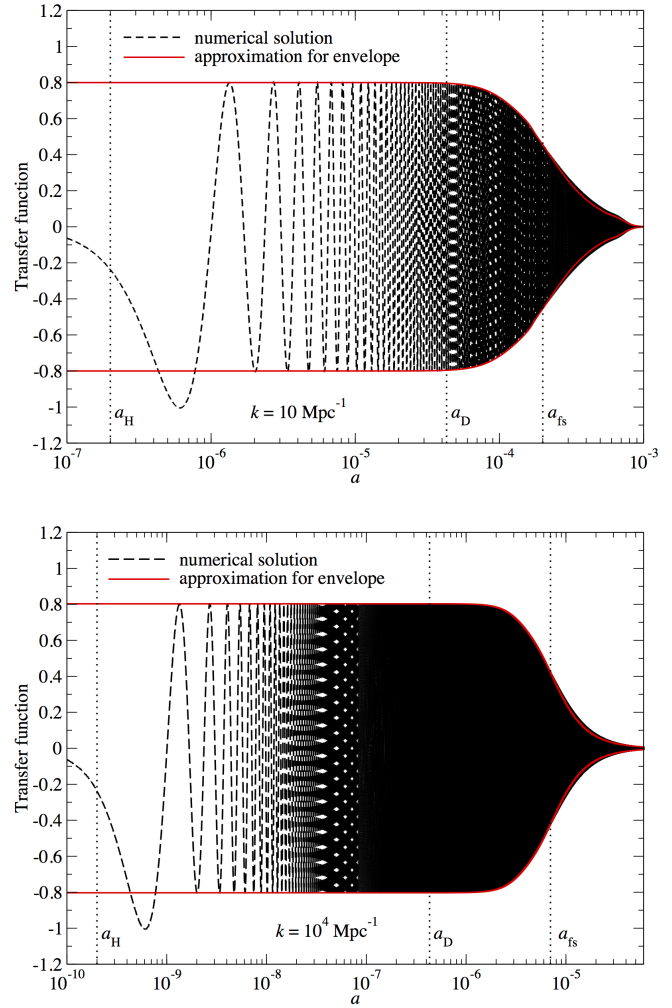 1.2
1
0.8
0.6
0.4
0.2
0
-0.2
-0.4
-0.6
-0.8
-1
-1.2
Transfer function
numerical solution
approximation for envelope
a_H
k = 10 Mpc^-1
a_D
a_fs
10^-7
10^-6
10^-5
10^-4
10^-3
a
1.2
1
0.8
0.6
0.4
0.2
0
-0.2
-0.4
-0.6
-0.8
-1
-1.2
Transfer function
numerical solution
approximation for envelope
a_H
k = 10^4 Mpc^-1
a_D
a_fs
10^-10
10^-9
10^-8
10^-7
10^-6
10^-5
a